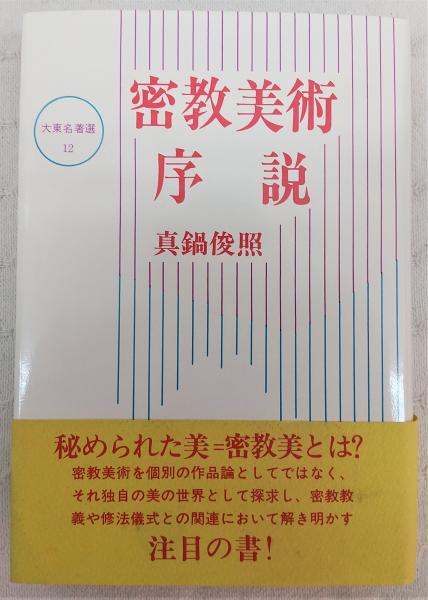 大東名著選
12
密教美術
序説
真鍋俊照
秘められた美=密教美とは?
密教美術を個別の作品論としてではなく、
それ独自の美の世界として探求し、密教教
義や修法儀式との関連において解き明かす
注目の書!